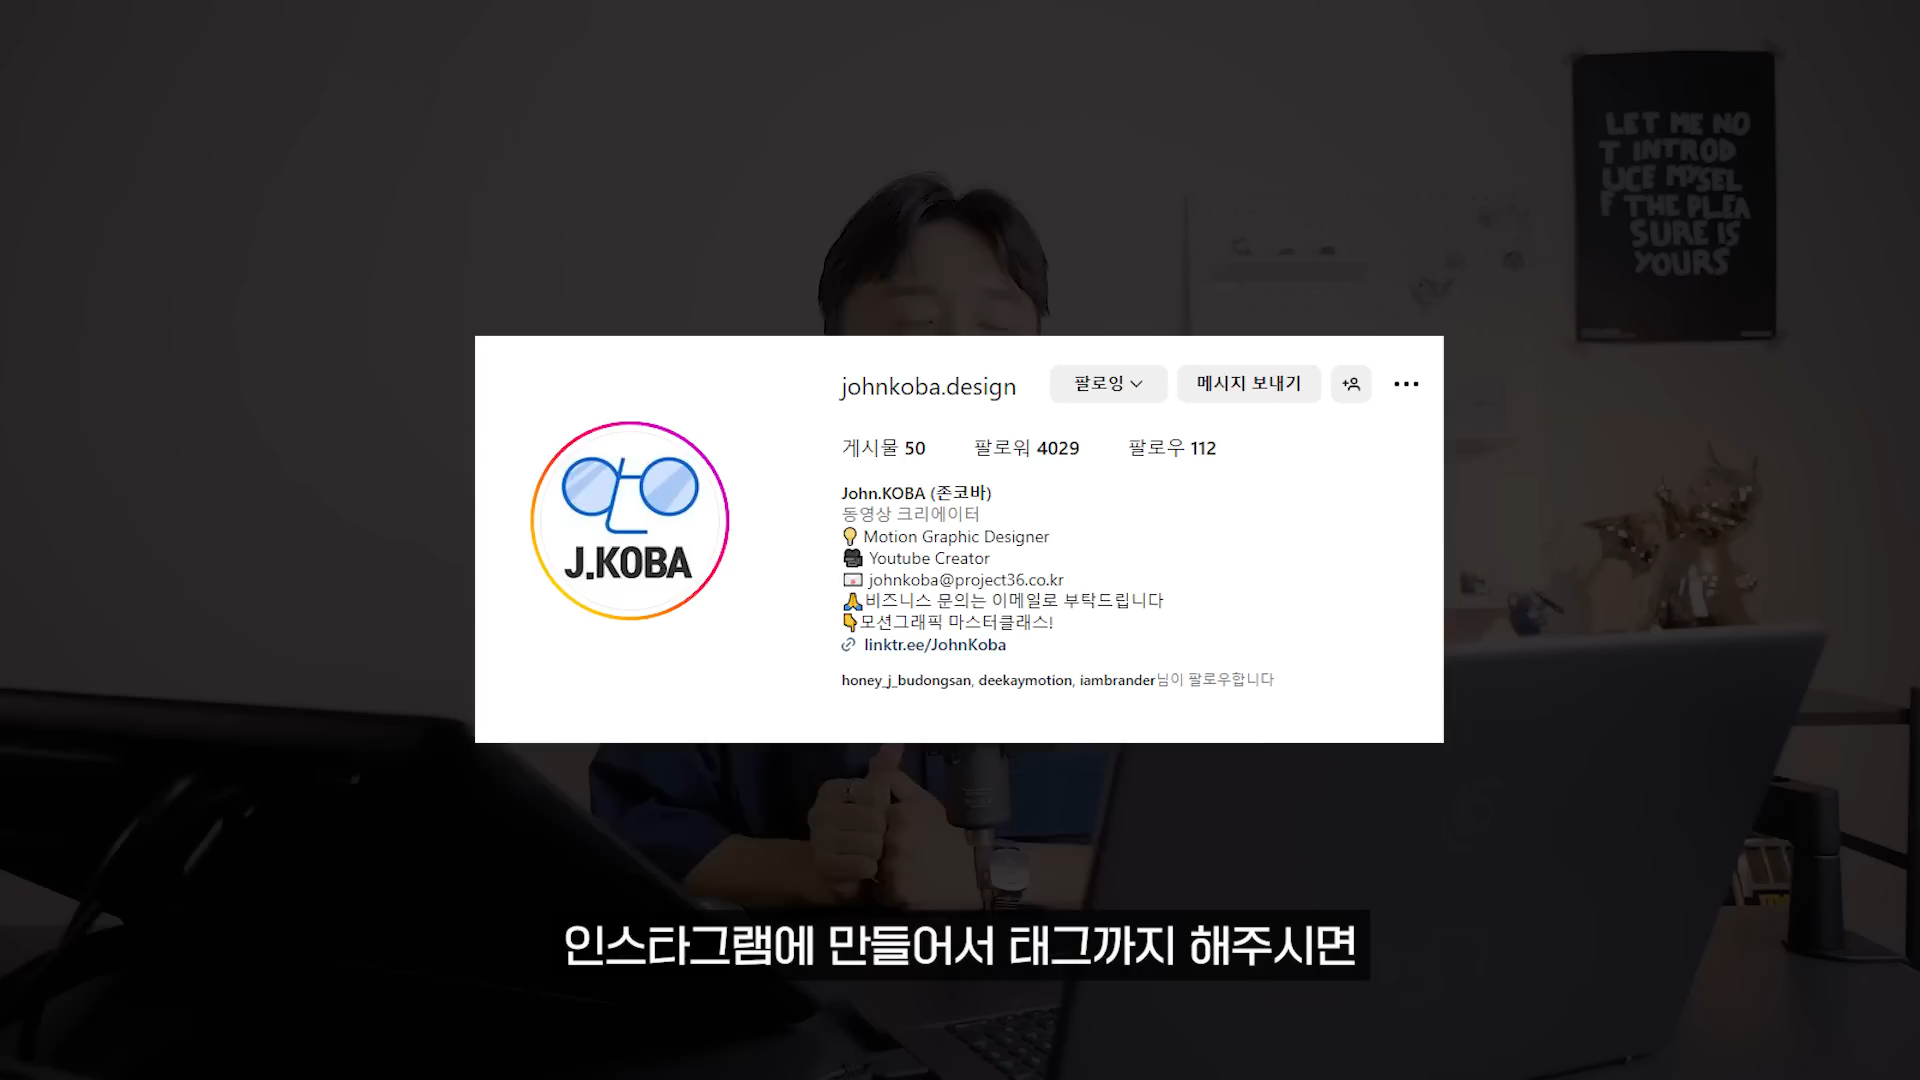 LET ME NO
T INTROD
UCE MYSEL
F THE PLEA
SURE IS
YOURS
johnkoba.design
팔로잉
메시지 보내기
게시물 50
팔로워 4029
팔로우 112
J.KOBA
John.KOBA (존코바)
동영상 크리에이터
💡 Motion Graphic Designer
🎥 Youtube Creator
💌 johnkoba@project36.co.kr
🙏비즈니스 문의는 이메일로 부탁드립니다
👇모션그래픽 마스터클래스!
linktr.ee/JohnKoba
honey_j_budongsan, deekaymotion, iambrander님이 팔로우합니다
인스타그램에 만들어서 태그까지 해주시면